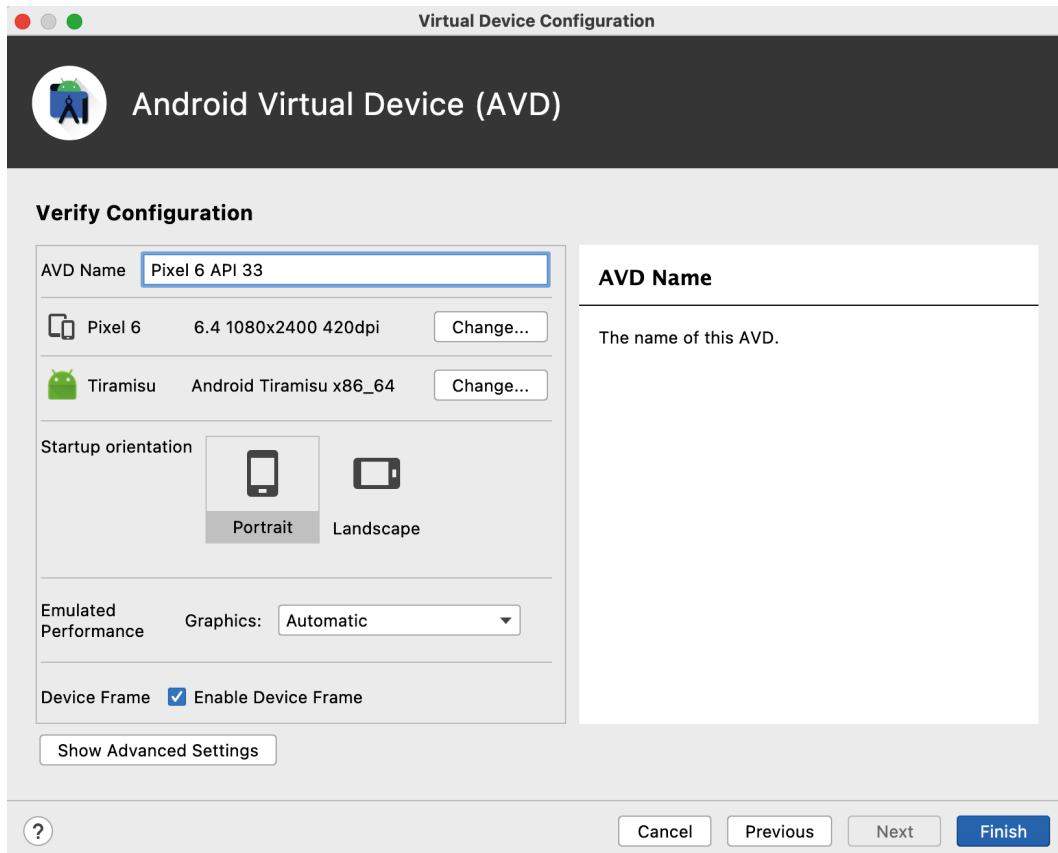 Virtual Device Configuration
Android Virtual Device (AVD)
Verify Configuration
AVD Name Pixel 6 API 33
Pixel 6 6.4 1080x2400 420dpi Change...
Tiramisu Android Tiramisu x86_64 Change...
Startup orientation
Portrait Landscape
Emulated
Performance Graphics: Automatic
Device Frame Enable Device Frame
Show Advanced Settings
AVD Name
The name of this AVD.
? Cancel Previous Next Finish